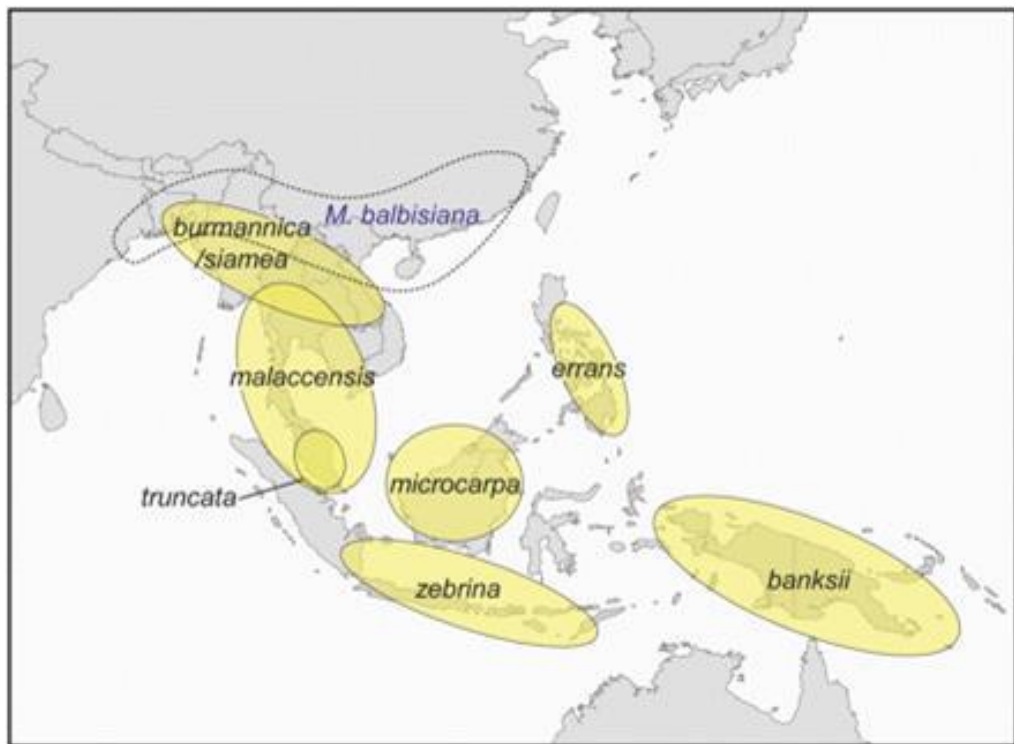 M. balbisiana
burmannica
/siamea
malaccensis
errans
truncata
microcarpa
zebrina
banksii